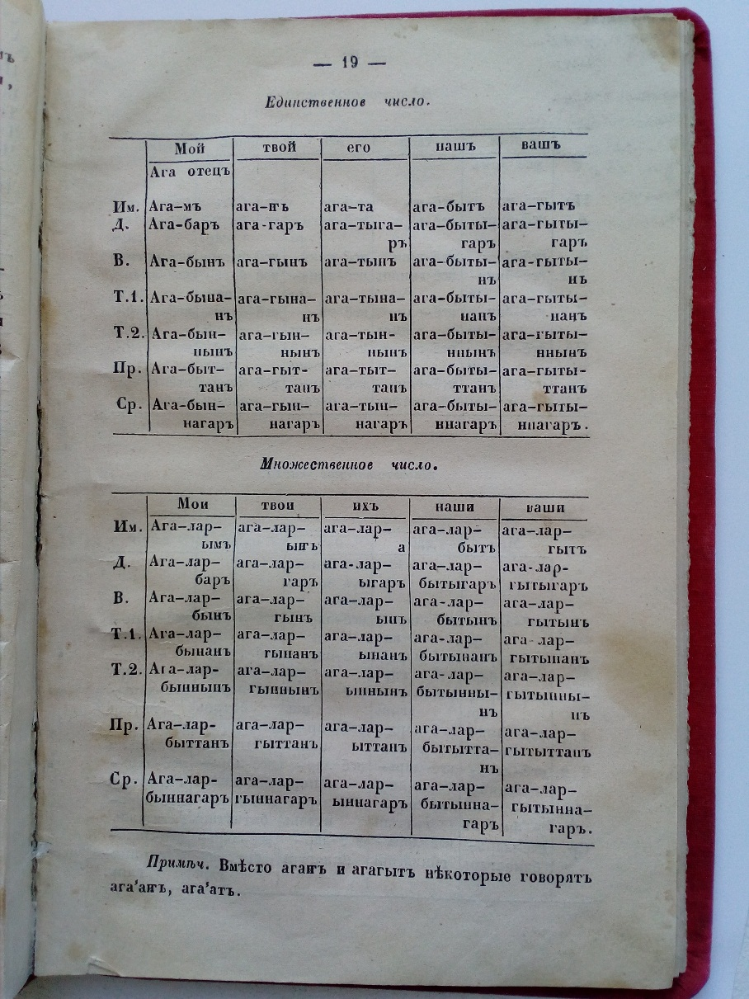 — 19 —
Единственное число.
Мой твой его нашъ вашъ
Ага отецъ
Им. Ага–мъ ага–ҥъ ага–та ага–бытъ ага–гытъ
Д. Ага-баръ ага-гаръ ага–тыга- ага–быты– ага–гыты–
ръ гаръ гаръ
В. Ага–бынъ ага–гынъ ага–тынъ ага–быты– ага-гыты–
нъ нъ
Т.1. Ага–бына– ага–гына– ага–тына– ага–быты– ага–гыты–
нъ нъ нъ нанъ нанъ
Т.2. Ага–бын– ага–гын– ага–тын- ага–быты– ага–гыты–
нынъ нынъ нынъ ннынъ ннынъ
Пр. Ага–быт– ага–гыт- ага–тыт- ага–быты- ага–гыты-
танъ танъ танъ ттанъ ттанъ
Ср. Ага–бын– ага–гын– ага–тын– ага–быты– ага–гыты–
нагаръ нагаръ нагаръ ннагаръ ннагаръ.
Множественное число.
Мои твои ихъ наши ваши
Им. Ага–лар– ага–лар– ага–лар– ага–лар– ага–лар–
ымъ ыҥъ а бытъ гытъ
Д. Ага–лар– ага–лар– ага-лар– ага–лар– ага-лар-
баръ гаръ ыгаръ бытыгаръ гытыгаръ
В. Ага–лар– ага–лар– ага–лар– ага-лар– ага–лар–
бынъ гынъ ынъ бытынъ гытынъ
Т.1. Ага–лар– ага–лар– ага–лар– ага-лар– ага-лар–
бынанъ гынанъ ынанъ бытынанъ гытынанъ
Т.2. Ага-лар- ага–лар– ага–лар– ага-лар– ага-лар–
быннынъ гыннынъ ыннынъ бытынны- гытынны-
нъ нъ
Пр. Ага–лар- ага–лар– ага–лар– ага–лар– ага–лар–
быттанъ гыттанъ ыттанъ бытытта- гытыттанъ
нъ
Ср. Ага–лар- ага–лар– ага–лар– ага–лар– ага–лар–
быннагаръ гыннагаръ ыннагаръ бытынна- гытынна-
гаръ гаръ.
Примѣч. Вмѣсто агаҥъ и агагытъ нѣкоторые говорятъ
ага’аҥъ, ага’атъ.